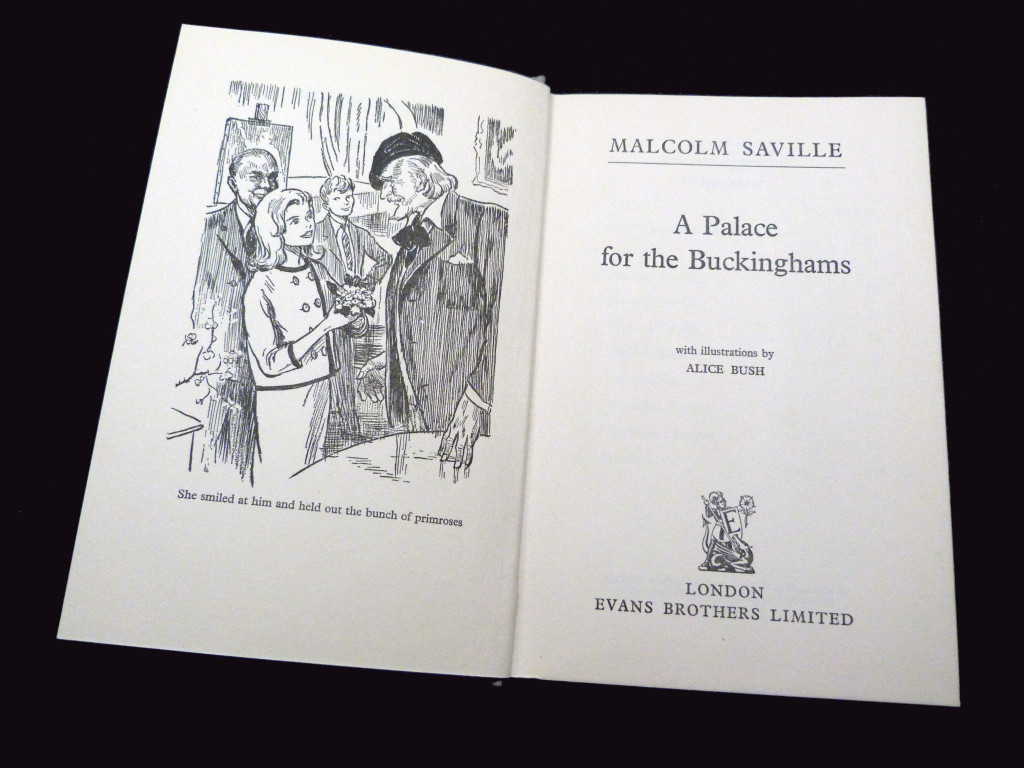 She smiled at him and held out the bunch of primroses
MALCOLM SAVILLE
A Palace
for the Buckinghams
with illustrations by
ALICE BUSH
E
LONDON
EVANS BROTHERS LIMITED